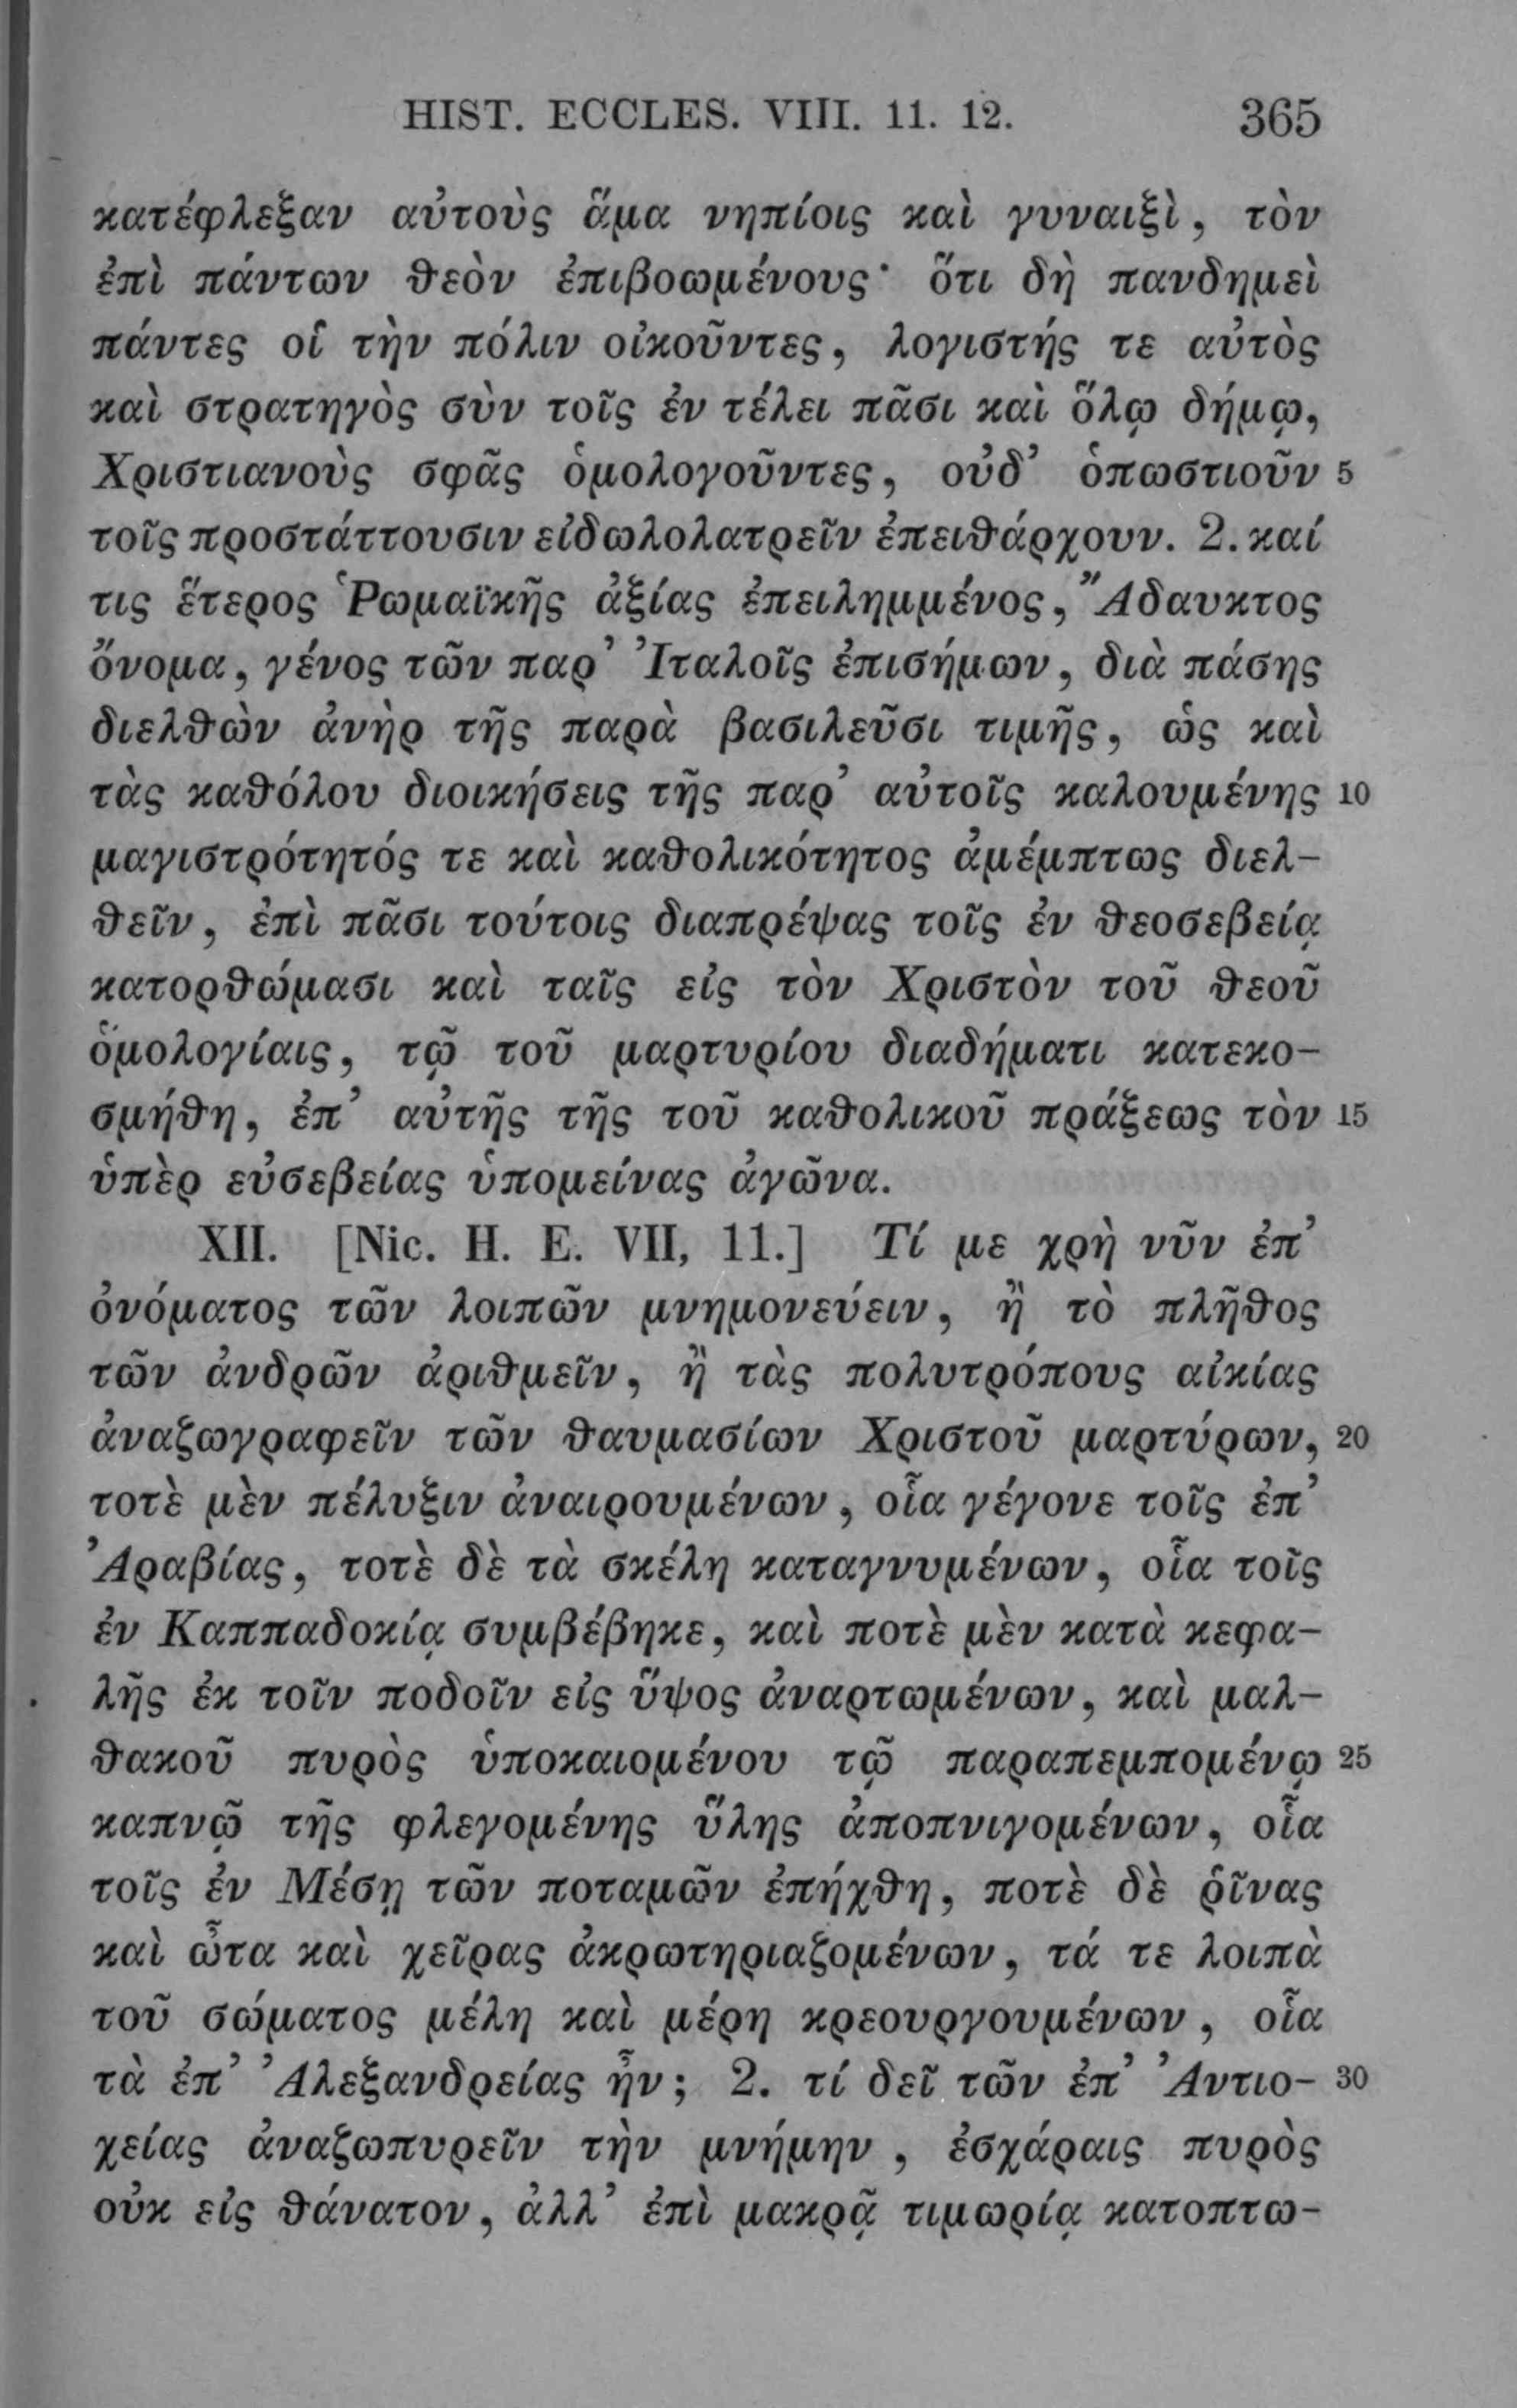 HIST. ECCLES. VIII. 11. 12. 365
κατέφλεξαν αὐτοὺς ἅμα νηπίοις καὶ γυναιξὶ, τὸν
ἐπὶ πάντων θεὸν ἐπιβοωμένους· ὅτι δὴ πανδημεὶ
πάντες οἱ τὴν πόλιν οἰκοῦντες, λογιστής τε αὐτὸς
καὶ στρατηγὸς σὺν τοῖς ἐν τέλει πᾶσι καὶ ὅλῳ δήμῳ,
Χριστιανοὺς σφᾶς ὁμολογοῦντες, οὐδ’ ὁπωστιοῦν 5
τοῖς προστάττουσιν εἰδωλολατρεῖν ἐπειθάρχουν. 2. καί
τις ἕτερος Ῥωμαϊκῆς ἀξίας ἐπειλημμένος, Ἄδαυκτος
ὄνομα, γένος τῶν παρ’ Ἰταλοῖς ἐπισήμων, διὰ πάσης
διελθὼν ἀνὴρ τῆς παρὰ βασιλεῦσι τιμῆς, ὡς καὶ
τὰς καθόλου διοικήσεις τῆς παρ’ αὐτοῖς καλουμένης 10
μαγιστρότητός τε καὶ καθολικότητος ἀμέμπτως διελ-
θεῖν, ἐπὶ πᾶσι τούτοις διαπρέψας τοῖς ἐν θεοσεβείᾳ
κατορθώμασι καὶ ταῖς εἰς τὸν Χριστὸν τοῦ θεοῦ
ὁμολογίαις, τῷ τοῦ μαρτυρίου διαδήματι κατεκο-
σμήθη, ἐπ’ αὐτῆς τῆς τοῦ καθολικοῦ πράξεως τὸν 15
ὑπὲρ εὐσεβείας ὑπομείνας ἀγῶνα.
XII. [Nic. H. E. VII, 11.] Τί με χρὴ νῦν ἐπ’
ὀνόματος τῶν λοιπῶν μνημονεύειν, ἢ τὸ πλῆθος
τῶν ἀνδρῶν ἀριθμεῖν, ἢ τὰς πολυτρόπους αἰκίας
ἀναζωγραφεῖν τῶν θαυμασίων Χριστοῦ μαρτύρων, 20
τοτὲ μὲν πέλυξιν ἀναιρουμένων, οἷα γέγονε τοῖς ἐπ’
Ἀραβίας, τοτὲ δὲ τὰ σκέλη καταγνυμένων, οἷα τοῖς
ἐν Καππαδοκίᾳ συμβέβηκε, καὶ ποτὲ μὲν κατὰ κεφα-
λῆς ἐκ τοῖν ποδοῖν εἰς ὕψος ἀναρτωμένων, καὶ μαλ-
θακοῦ πυρὸς ὑποκαιομένου τῷ παραπεμπομένῳ 25
καπνῷ τῆς φλεγομένης ὕλης ἀποπνιγομένων, οἷα
τοῖς ἐν Μέσῃ τῶν ποταμῶν ἐπήχθη, ποτὲ δὲ ῥῖνας
καὶ ὦτα καὶ χεῖρας ἀκρωτηριαζομένων, τά τε λοιπὰ
τοῦ σώματος μέλη καὶ μέρη κρεουργουμένων, οἷα
τὰ ἐπ’ Ἀλεξανδρείας ἦν; 2. τί δεῖ τῶν ἐπ’ Ἀντιο- 30
χείας ἀναζωπυρεῖν τὴν μνήμην, ἐσχάραις πυρὸς
οὐκ εἰς θάνατον, ἀλλ’ ἐπὶ μακρᾷ τιμωρίᾳ κατοπτω-